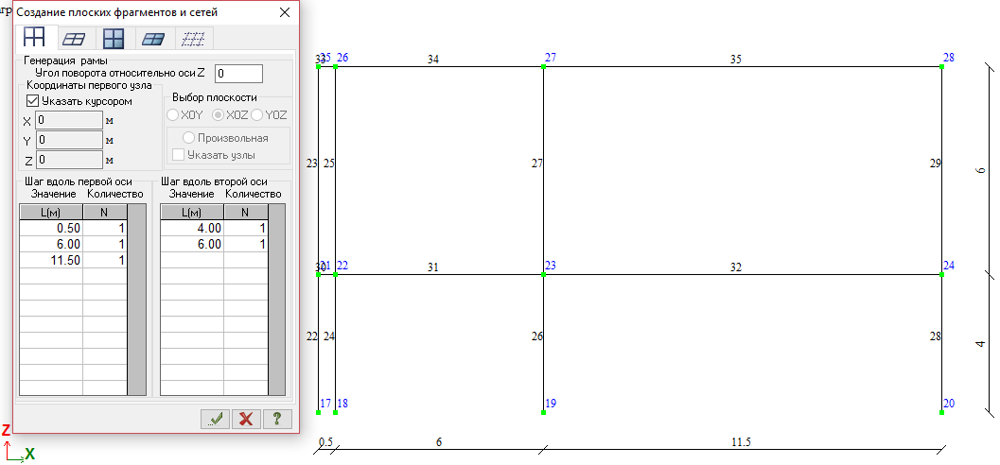 агр
Создание плоских фрагментов и сетей
Генерация рамы
Угол поворота относительно оси Z 0
Координаты первого узла
Указать курсором
X 0 м
Y 0 м
Z 0 м
Выбор плоскости
XOY XOZ YOZ
Произвольная
Указать узлы
Шаг вдоль первой оси
Значение Количество
L(м) N
0.50 1
6.00 1
11.50 1
Шаг вдоль второй оси
Значение Количество
L(м) N
4.00 1
6.00 1
?
Z
X
33 25 26 34 27 35 28
23 25 27 29 6
30 21 22 31 23 32 24
22 24 26 28 4
17 18 19 20
0.5 6 11.5